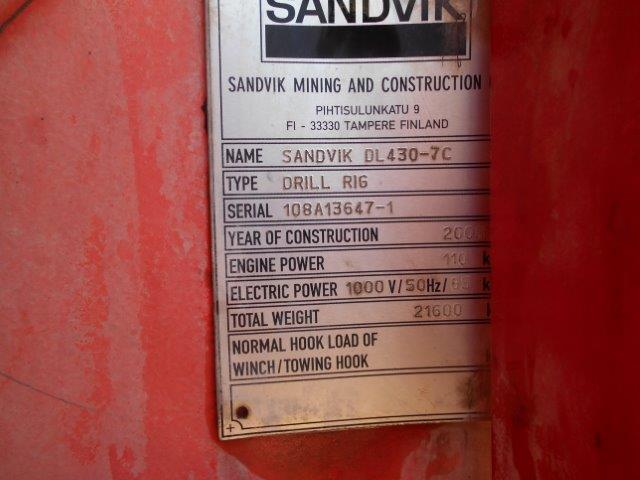 SANDVIK
SANDVIK MINING AND CONSTRUCTION
PIHTISULUNKATU 9
FI - 33330 TAMPERE FINLAND
NAME SANDVIK DL430-7C
TYPE DRILL RIG
SERIAL 108A13647-1
YEAR OF CONSTRUCTION
ENGINE POWER 110 k
ELECTRIC POWER 1000 V/50Hz/ k
TOTAL WEIGHT 21600
NORMAL HOOK LOAD OF
WINCH/TOWING HOOK